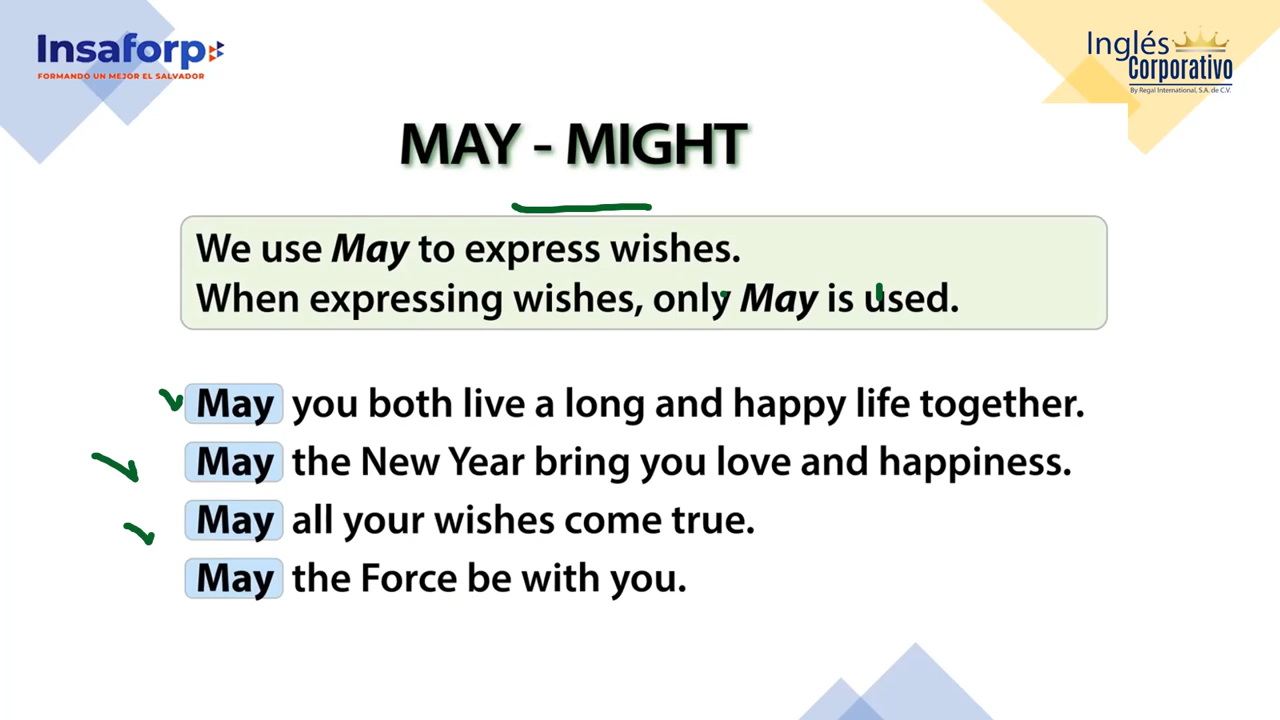 Insaforp
FORMANDO UN MEJOR EL SALVADOR
Inglés
Corporativo
By Regal International, S.A. de C.V.
MAY - MIGHT
We use May to express wishes.
When expressing wishes, only May is used.
May you both live a long and happy life together.
May the New Year bring you love and happiness.
May all your wishes come true.
May the Force be with you.